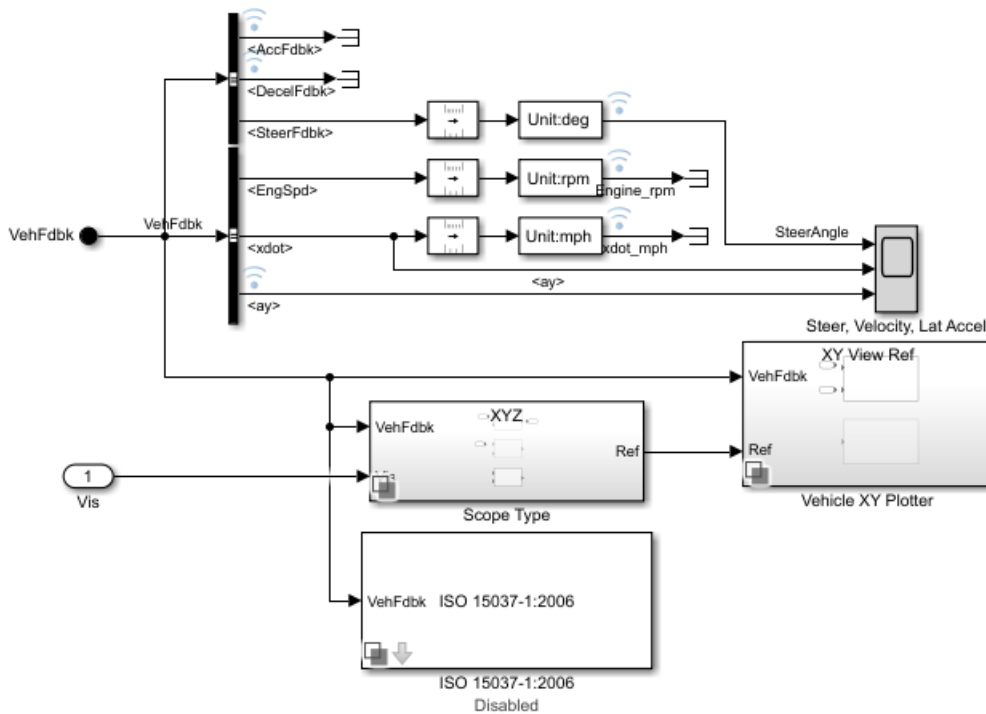 <AccFdbk>
<DecelFdbk>
<SteerFdbk>
Unit:deg
<EngSpd>
Unit:rpm
Engine_rpm
VehFdbk
VehFdbk
<xdot>
Unit:mph
xdot_mph
SteerAngle
<ay>
<ay>
Steer, Velocity, Lat Accel
XY View Ref
VehFdbk
Ref
Vehicle XY Plotter
XYZ
VehFdbk
Ref
Scope Type
1
Vis
VehFdbk
ISO 15037-1:2006
ISO 15037-1:2006
Disabled